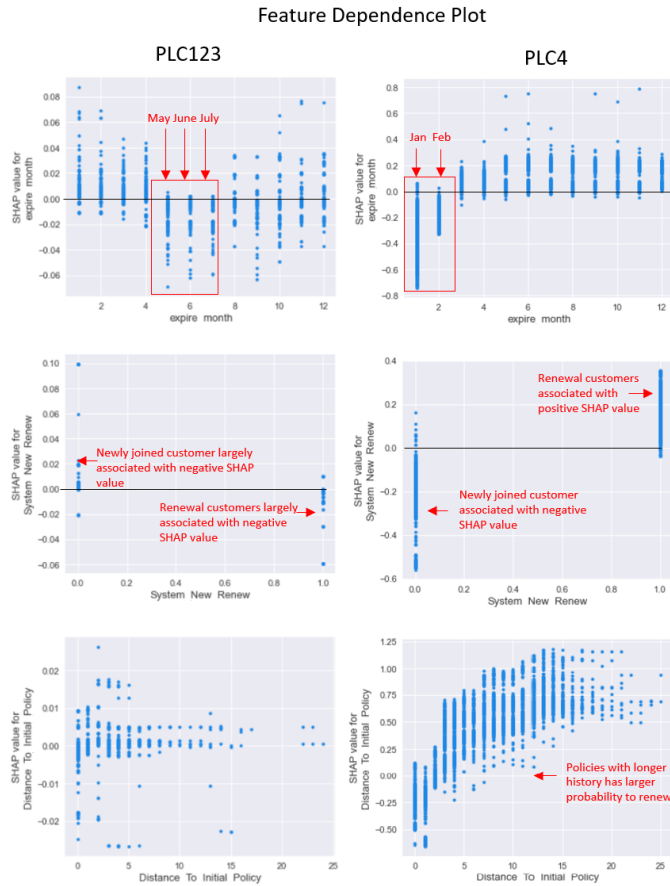 Feature Dependence Plot
PLC123
PLC4
0.08
0.06
0.04
0.02
0.00
−0.02
−0.04
−0.06
SHAP value for
expire month
May June July
2 4 6 8 10 12
expire month
0.8
0.6
0.4
0.2
0.0
−0.2
−0.4
−0.6
−0.8
SHAP value for
expire month
Jan Feb
2 4 6 8 10 12
expire month
0.10
0.08
0.06
0.04
0.02
0.00
−0.02
−0.04
−0.06
SHAP value for
System New Renew
Newly joined customer largely
associated with negative SHAP
value
Renewal customers largely
associated with negative
SHAP value
0.0 0.2 0.4 0.6 0.8 1.0
System New Renew
0.4
0.2
0.0
−0.2
−0.4
−0.6
SHAP value for
System New Renew
Renewal customers
associated with
positive SHAP value
Newly joined customer
associated with negative
SHAP value
0.0 0.2 0.4 0.6 0.8 1.0
System New Renew
0.02
0.01
0.00
−0.01
−0.02
SHAP value for
Distance To Initial Policy
0 5 10 15 20 25
Distance To Initial Policy
1.25
1.00
0.75
0.50
0.25
0.00
−0.25
−0.50
SHAP value for
Distance To Initial Policy
Policies with longer
history has larger
probability to renew
0 5 10 15 20 25
Distance To Initial Policy